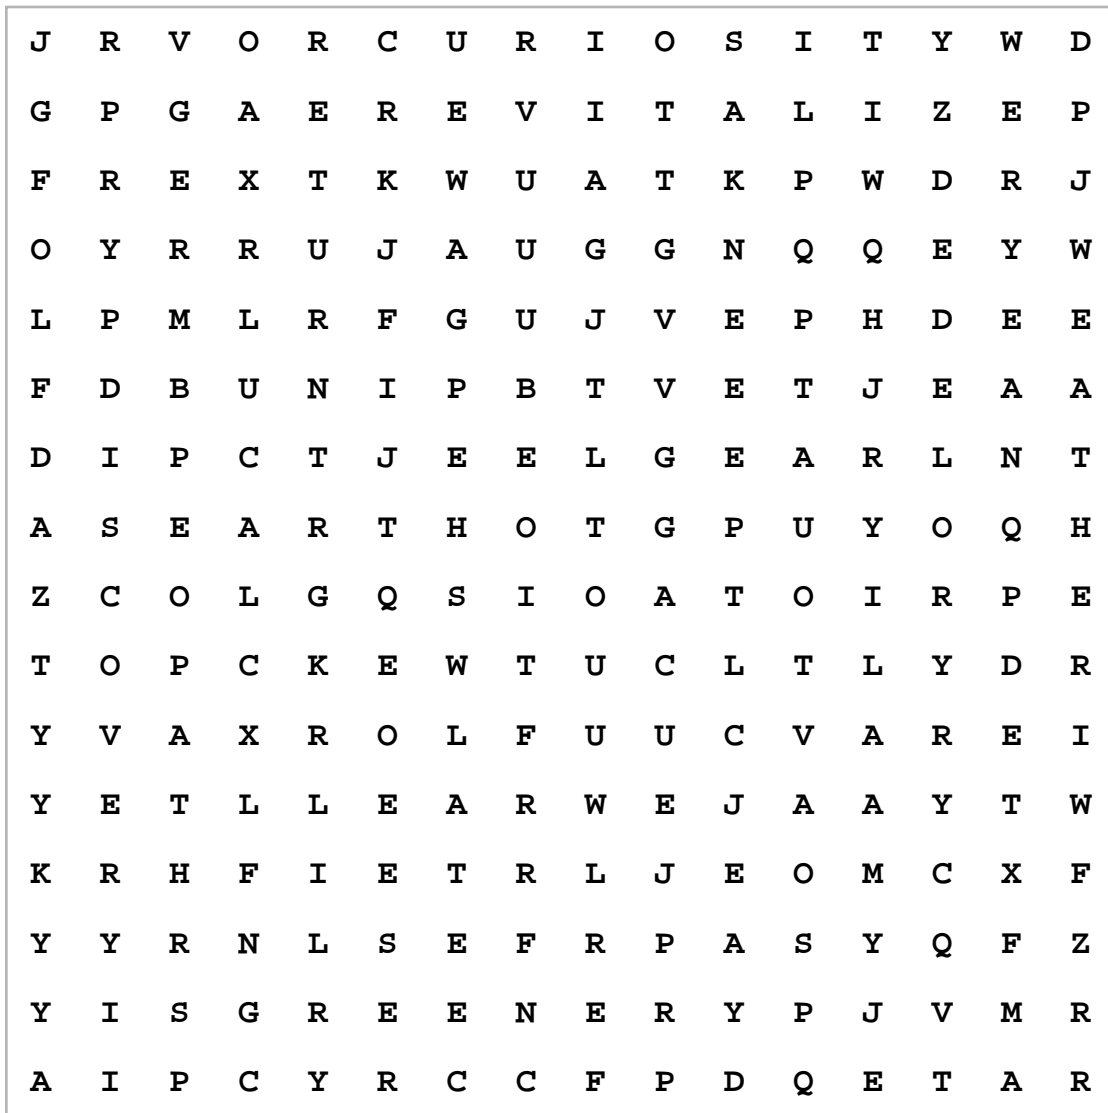 J R V O R C U R I O S I T Y W D
G P G A E R E V I T A L I Z E P
F R E X T K W U A T K P W D R J
O Y R R U J A U G G N Q Q E Y W
L P M L R F G U J V E P H D E E
F D B U N I P B T V E T J E A A
D I P C T J E E L G E A R L N T
A S E A R T H O T G P U Y O Q H
Z C O L G Q S I O A T O I R P E
T O P C K E W T U C L T L Y D R
Y V A X R O L F U U C V A R E I
Y E T L L E A R W E J A A Y T W
K R H F I E T R L J E O M C X F
Y Y R N L S E F R P A S Y Q F Z
Y I S G R E E N E R Y P J V M R
A I P C Y R C C F P D Q E T A R